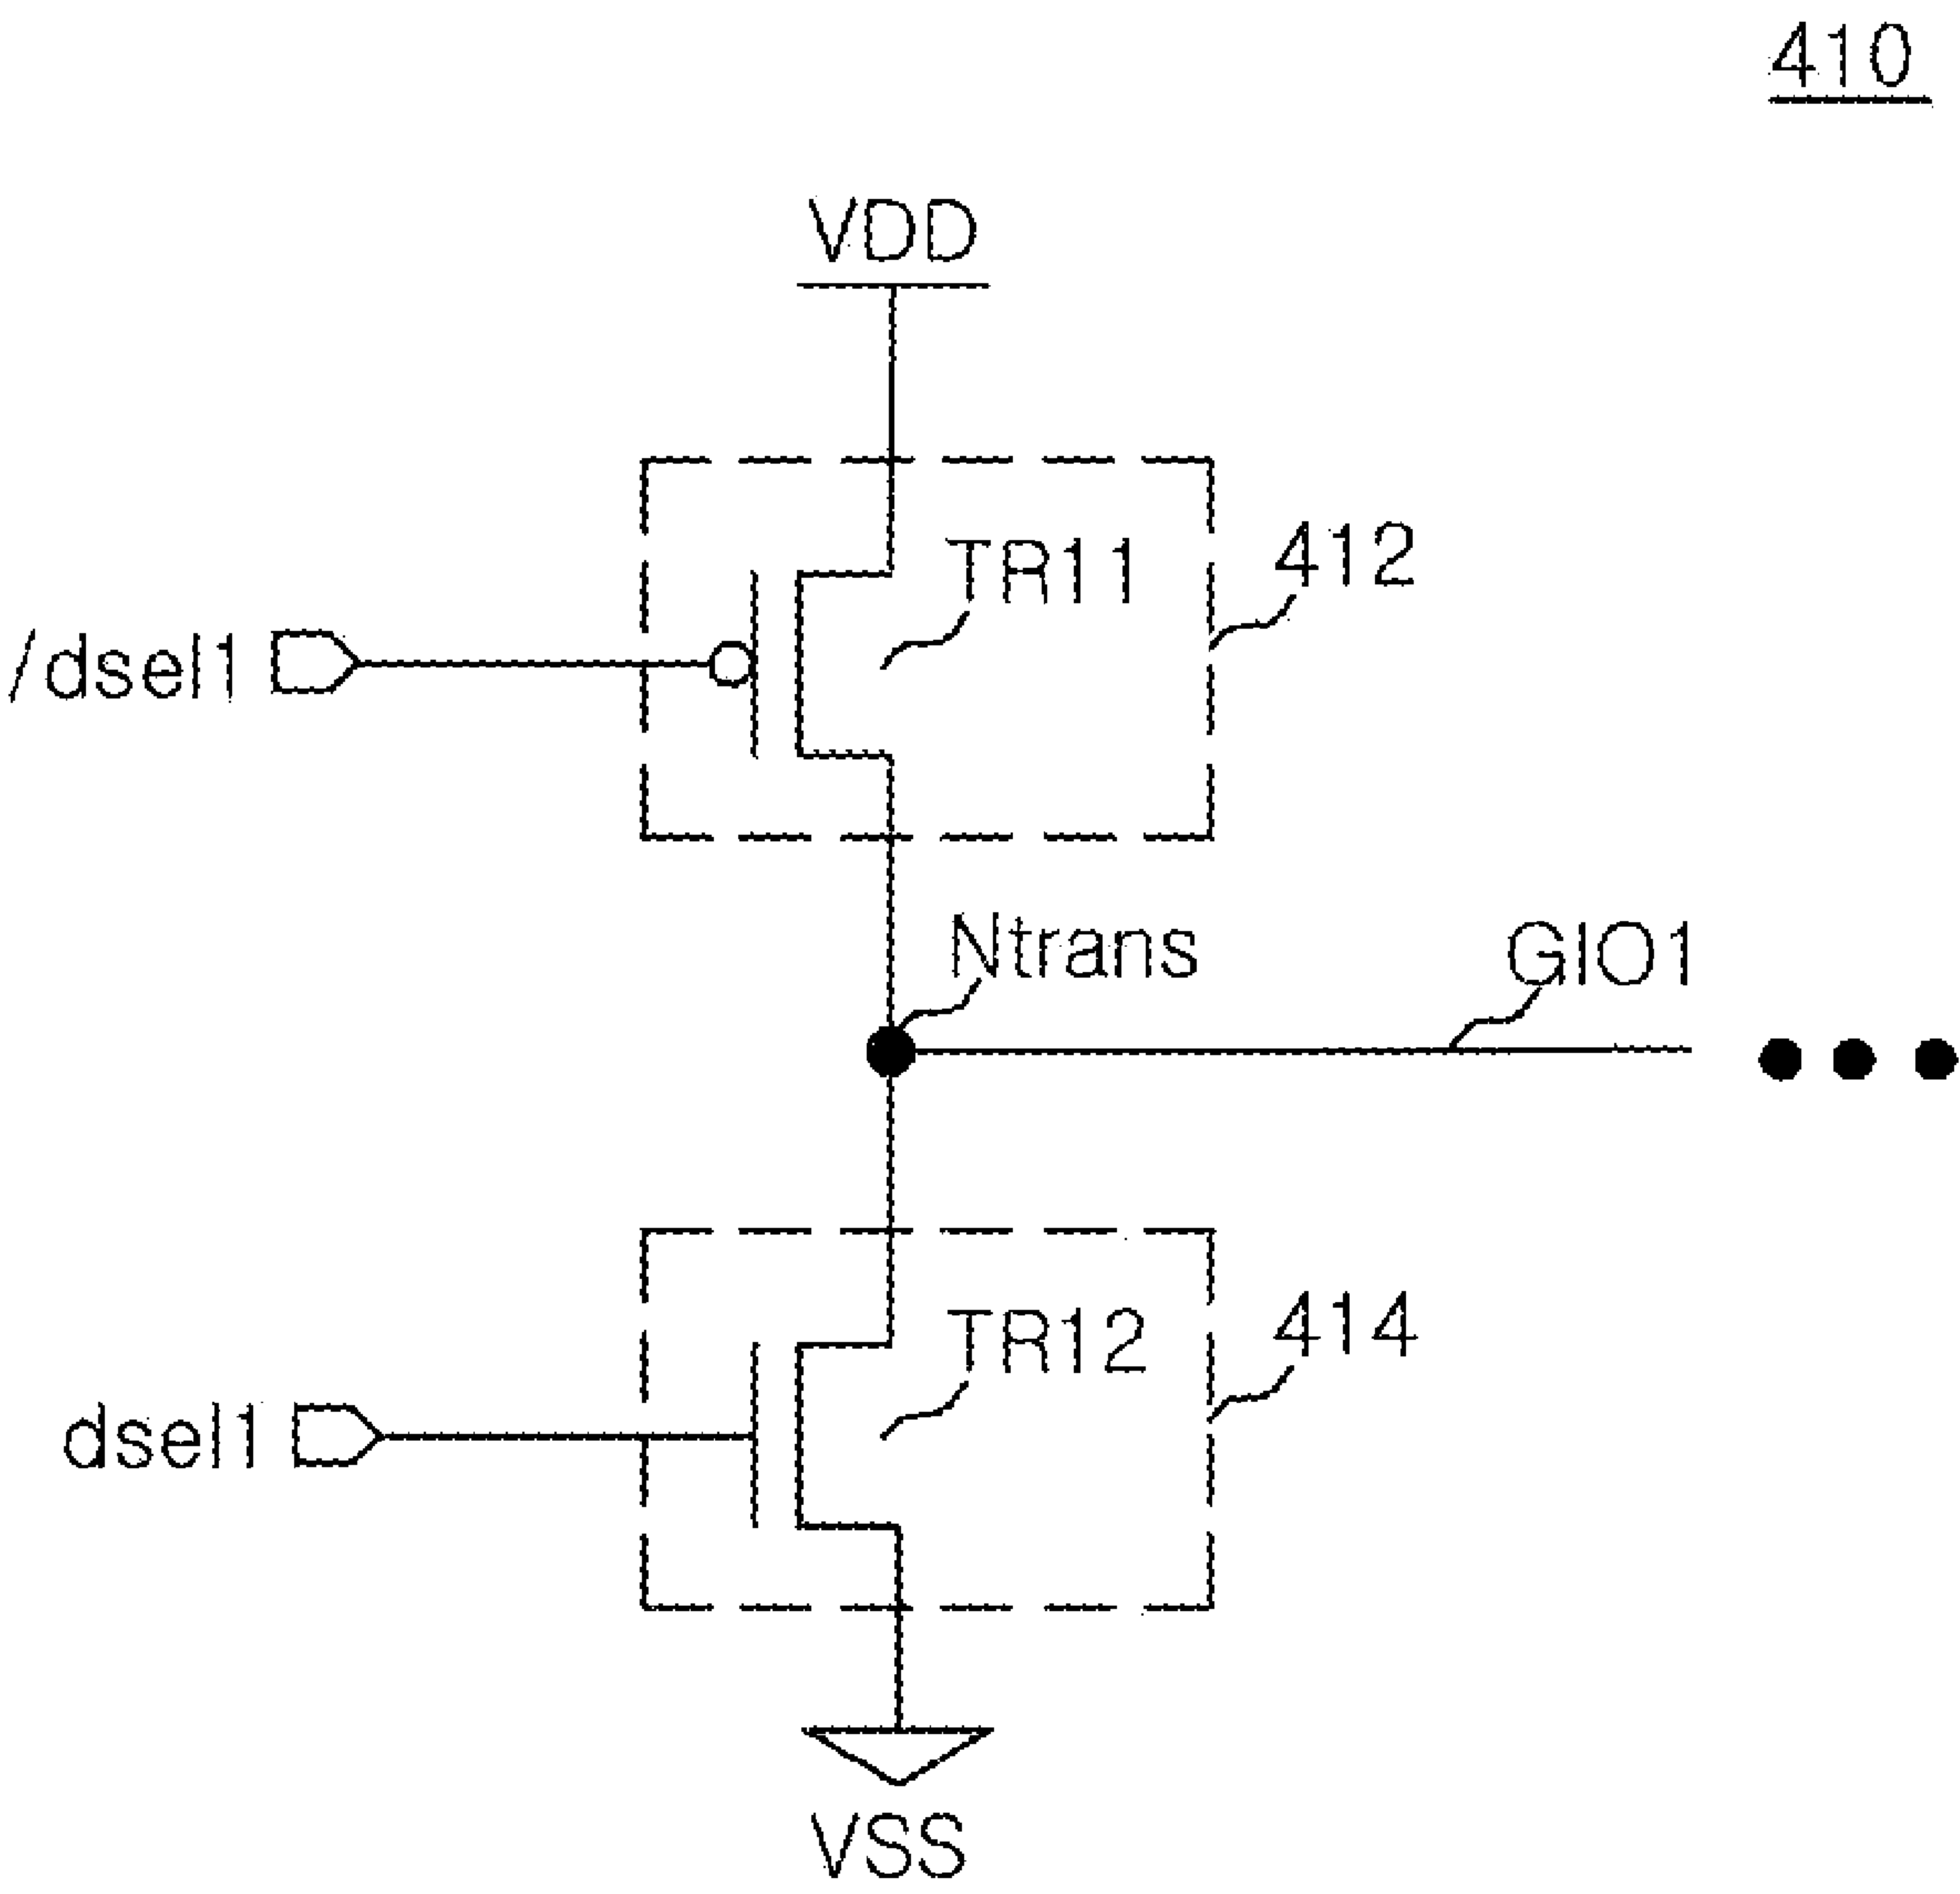 410
VDD
TR11
412
/dsel1
Ntrans
GIO1
TR12
414
dsel1
VSS